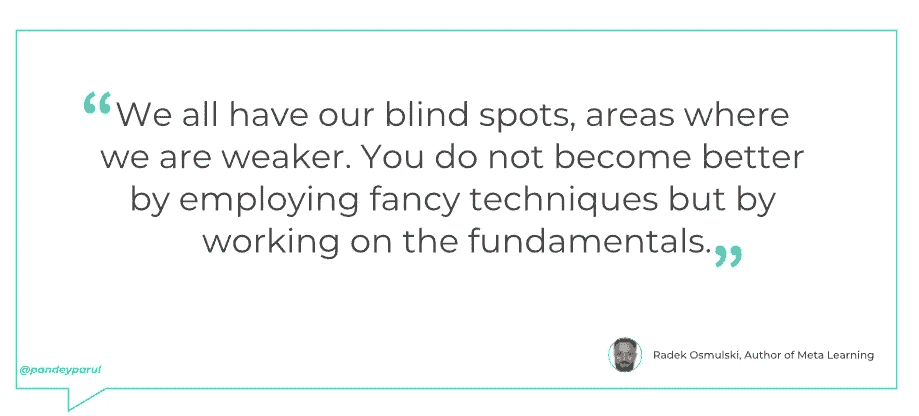 “We all have our blind spots, areas where
we are weaker. You do not become better
by employing fancy techniques but by
working on the fundamentals.”
Radek Osmulski, Author of Meta Learning
@pandeyparul